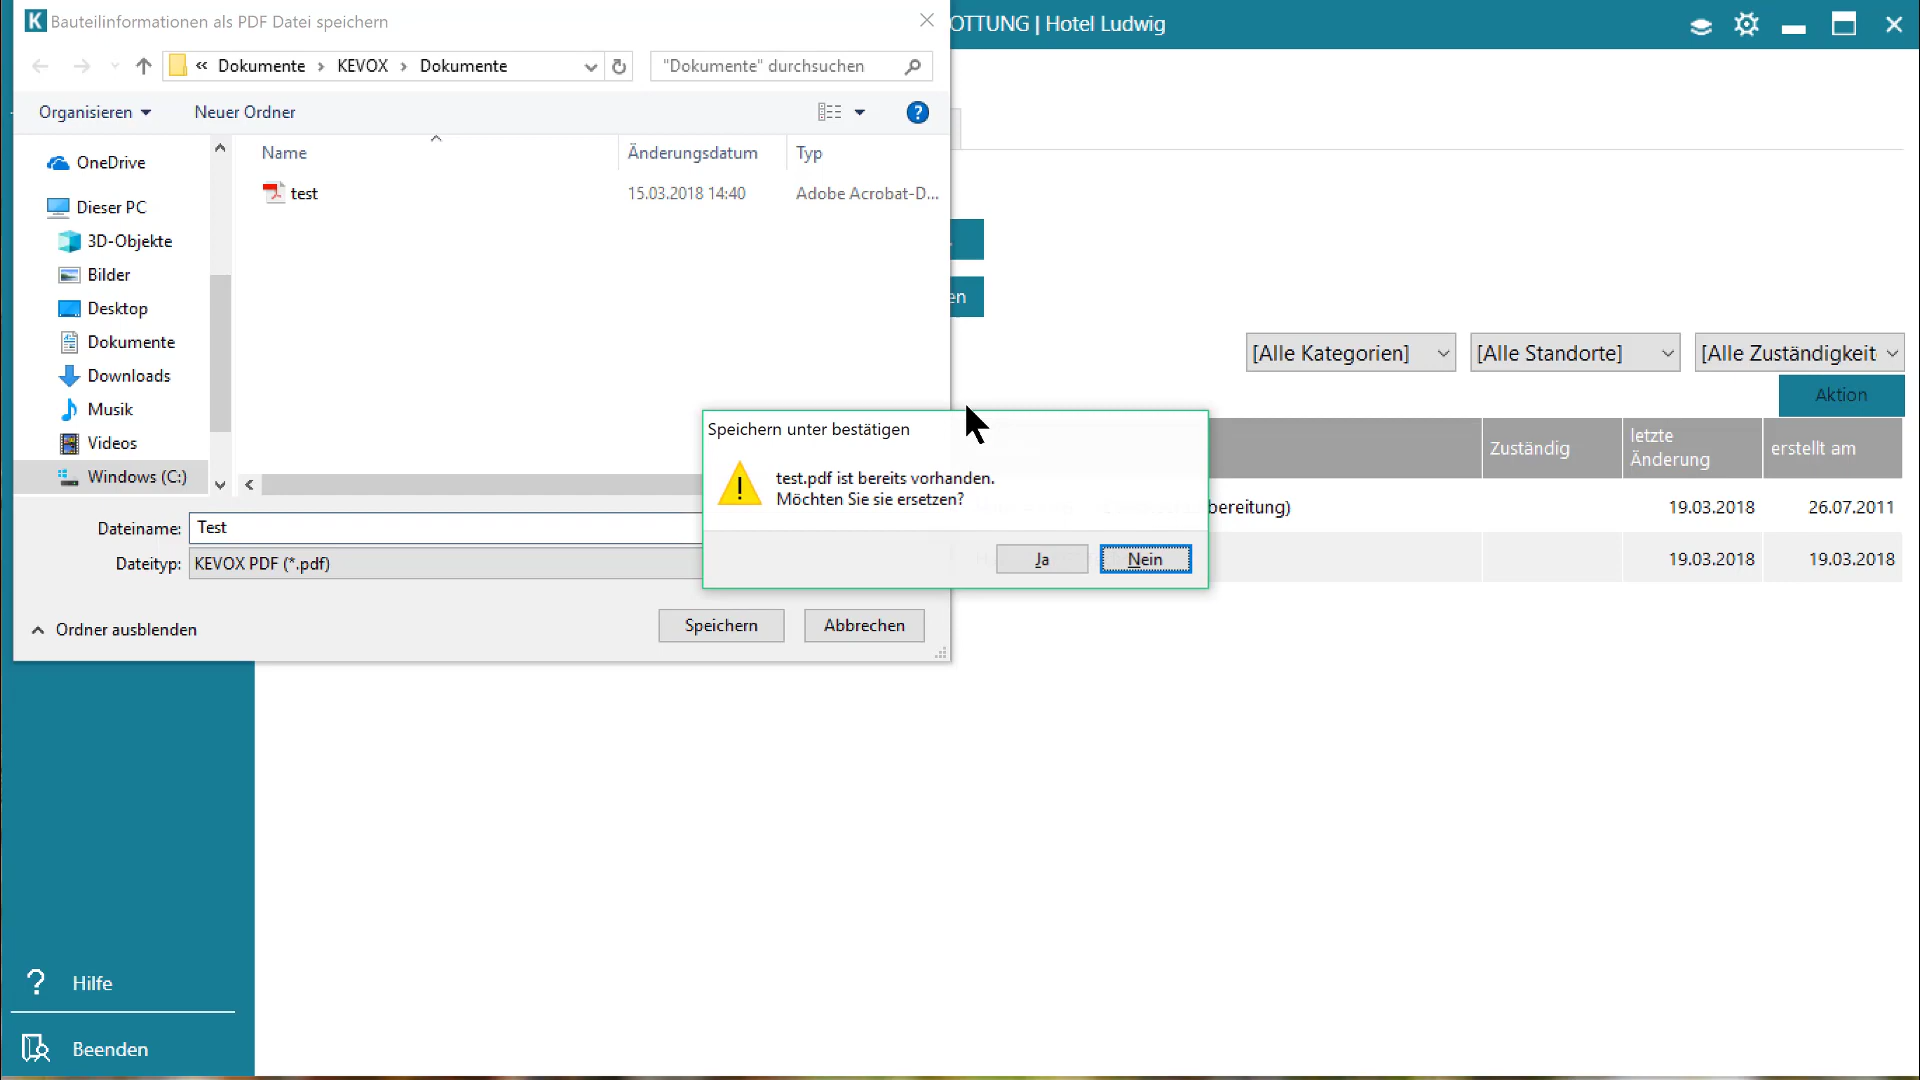 K Bauteilinformationen als PDF Datei speichern
OTTUNG | Hotel Ludwig
« Dokumente › KEVOX › Dokumente
"Dokumente" durchsuchen
Organisieren
Neuer Ordner
?
Name
Änderungsdatum
Typ
test
15.03.2018 14:40
Adobe Acrobat-D...
OneDrive
Dieser PC
3D-Objekte
Bilder
Desktop
Dokumente
Downloads
Musik
Videos
Windows (C:)
en
[Alle Kategorien]
[Alle Standorte]
[Alle Zuständigkeit
Aktion
Zuständig
letzte
Änderung
erstellt am
bereitung)
19.03.2018
26.07.2011
19.03.2018
19.03.2018
Speichern unter bestätigen
test.pdf ist bereits vorhanden.
Möchten Sie sie ersetzen?
Ja
Nein
Dateiname:
Test
Dateityp:
KEVOX PDF (*.pdf)
Ordner ausblenden
Speichern
Abbrechen
? Hilfe
Beenden